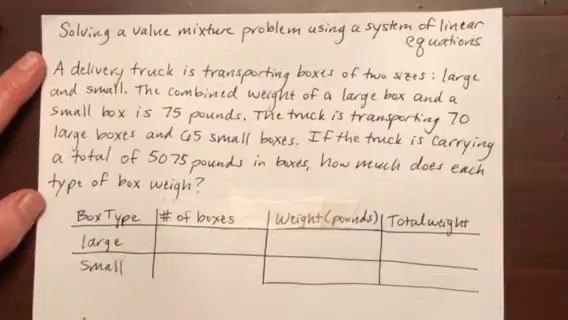 Solving a value mixture problem using a system of linear
equations
A delivery truck is transporting boxes of two sizes: large
and small. The combined weight of a large box and a
small box is 75 pounds. The truck is transporting 70
large boxes and 65 small boxes. If the truck is carrying
a total of 5075 pounds in boxes, how much does each
type of box weigh?
Box Type # of boxes Weight (pounds) Total weight
large
Small